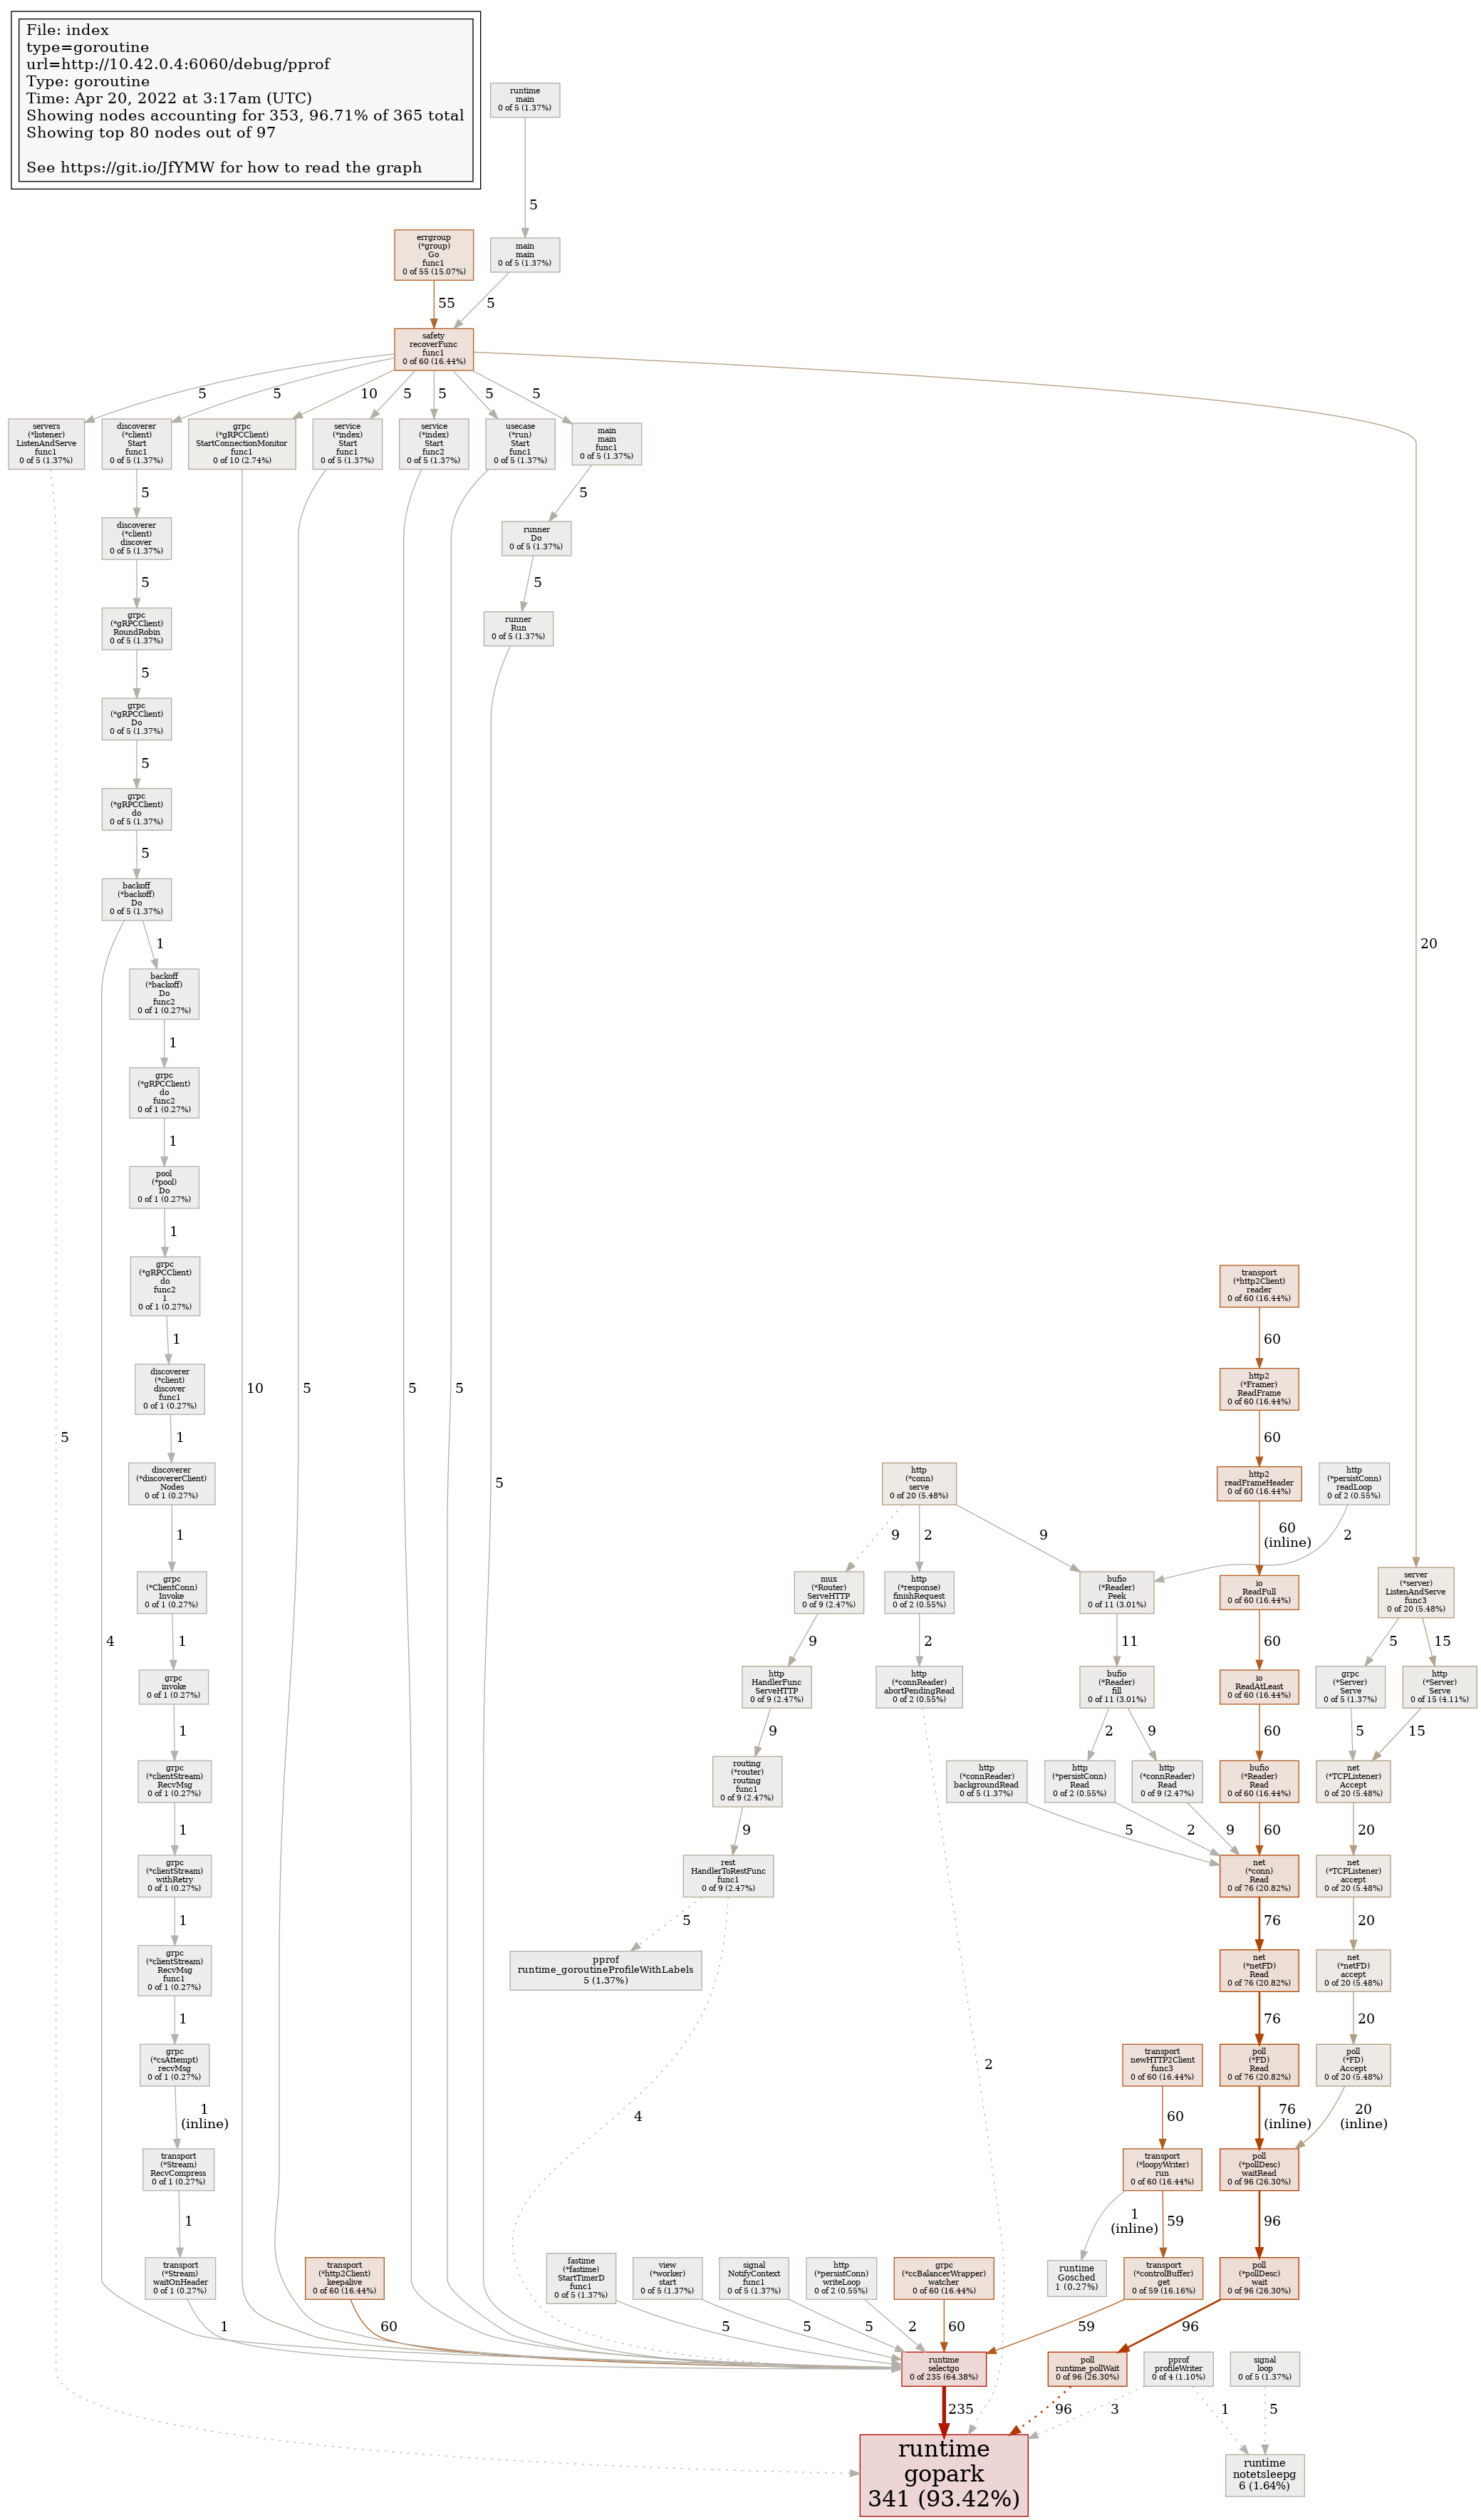 File: index
type=goroutine
url=http://10.42.0.4:6060/debug/pprof
Type: goroutine
Time: Apr 20, 2022 at 3:17am (UTC)
Showing nodes accounting for 353, 96.71% of 365 total
Showing top 80 nodes out of 97
See https://git.io/JfYMW for how to read the graph
runtime
main
0 of 5 (1.37%)
5
errgroup
(*group)
Go
func1
0 of 55 (15.07%)
main
main
0 of 5 (1.37%)
55
5
safety
recoverFunc
func1
0 of 60 (16.44%)
5
5
10
5
5
5
5
20
servers
(*listener)
ListenAndServe
func1
0 of 5 (1.37%)
discoverer
(*client)
Start
func1
0 of 5 (1.37%)
grpc
(*gRPCClient)
StartConnectionMonitor
func1
0 of 10 (2.74%)
service
(*index)
Start
func1
0 of 5 (1.37%)
service
(*index)
Start
func2
0 of 5 (1.37%)
usecase
(*run)
Start
func1
0 of 5 (1.37%)
main
main
func1
0 of 5 (1.37%)
5
5
discoverer
(*client)
discover
0 of 5 (1.37%)
runner
Do
0 of 5 (1.37%)
5
5
grpc
(*gRPCClient)
RoundRobin
0 of 5 (1.37%)
runner
Run
0 of 5 (1.37%)
5
grpc
(*gRPCClient)
Do
0 of 5 (1.37%)
5
grpc
(*gRPCClient)
do
0 of 5 (1.37%)
5
backoff
(*backoff)
Do
0 of 5 (1.37%)
1
4
backoff
(*backoff)
Do
func2
0 of 1 (0.27%)
1
grpc
(*gRPCClient)
do
func2
0 of 1 (0.27%)
1
pool
(*pool)
Do
0 of 1 (0.27%)
1
grpc
(*gRPCClient)
do
func2
1
0 of 1 (0.27%)
1
discoverer
(*client)
discover
func1
0 of 1 (0.27%)
1
discoverer
(*discovererClient)
Nodes
0 of 1 (0.27%)
1
grpc
(*ClientConn)
Invoke
0 of 1 (0.27%)
1
grpc
invoke
0 of 1 (0.27%)
1
grpc
(*clientStream)
RecvMsg
0 of 1 (0.27%)
1
grpc
(*clientStream)
withRetry
0 of 1 (0.27%)
1
grpc
(*clientStream)
RecvMsg
func1
0 of 1 (0.27%)
1
grpc
(*csAttempt)
recvMsg
0 of 1 (0.27%)
1
(inline)
transport
(*Stream)
RecvCompress
0 of 1 (0.27%)
1
transport
(*Stream)
waitOnHeader
0 of 1 (0.27%)
1
5
10
5
5
5
5
transport
(*http2Client)
reader
0 of 60 (16.44%)
60
http2
(*Framer)
ReadFrame
0 of 60 (16.44%)
60
http
(*conn)
serve
0 of 20 (5.48%)
http2
readFrameHeader
0 of 60 (16.44%)
http
(*persistConn)
readLoop
0 of 2 (0.55%)
9
2
9
60
(inline)
2
mux
(*Router)
ServeHTTP
0 of 9 (2.47%)
http
(*response)
finishRequest
0 of 2 (0.55%)
bufio
(*Reader)
Peek
0 of 11 (3.01%)
io
ReadFull
0 of 60 (16.44%)
server
(*server)
ListenAndServe
func3
0 of 20 (5.48%)
9
2
11
60
5
15
http
HandlerFunc
ServeHTTP
0 of 9 (2.47%)
http
(*connReader)
abortPendingRead
0 of 2 (0.55%)
bufio
(*Reader)
fill
0 of 11 (3.01%)
io
ReadAtLeast
0 of 60 (16.44%)
grpc
(*Server)
Serve
0 of 5 (1.37%)
http
(*Server)
Serve
0 of 15 (4.11%)
9
2
9
60
5
15
routing
(*router)
routing
func1
0 of 9 (2.47%)
http
(*connReader)
backgroundRead
0 of 5 (1.37%)
http
(*persistConn)
Read
0 of 2 (0.55%)
http
(*connReader)
Read
0 of 9 (2.47%)
bufio
(*Reader)
Read
0 of 60 (16.44%)
net
(*TCPListener)
Accept
0 of 20 (5.48%)
9
5
2
9
60
20
rest
HandlerToRestFunc
func1
0 of 9 (2.47%)
net
(*conn)
Read
0 of 76 (20.82%)
net
(*TCPListener)
accept
0 of 20 (5.48%)
5
76
20
pprof
runtime_goroutineProfileWithLabels
5 (1.37%)
net
(*netFD)
Read
0 of 76 (20.82%)
net
(*netFD)
accept
0 of 20 (5.48%)
76
20
2
4
transport
newHTTP2Client
func3
0 of 60 (16.44%)
poll
(*FD)
Read
0 of 76 (20.82%)
poll
(*FD)
Accept
0 of 20 (5.48%)
60
76
(inline)
20
(inline)
transport
(*loopyWriter)
run
0 of 60 (16.44%)
poll
(*pollDesc)
waitRead
0 of 96 (26.30%)
1
(inline)
59
96
transport
(*http2Client)
keepalive
0 of 60 (16.44%)
fastime
(*fastime)
StartTimerD
func1
0 of 5 (1.37%)
view
(*worker)
start
0 of 5 (1.37%)
signal
NotifyContext
func1
0 of 5 (1.37%)
http
(*persistConn)
writeLoop
0 of 2 (0.55%)
grpc
(*ccBalancerWrapper)
watcher
0 of 60 (16.44%)
runtime
Gosched
1 (0.27%)
transport
(*controlBuffer)
get
0 of 59 (16.16%)
poll
(*pollDesc)
wait
0 of 96 (26.30%)
60
5
5
5
2
60
59
96
runtime
selectgo
0 of 235 (64.38%)
poll
runtime_pollWait
0 of 96 (26.30%)
pprof
profileWriter
0 of 4 (1.10%)
signal
loop
0 of 5 (1.37%)
235
96
3
1
5
runtime
gopark
341 (93.42%)
runtime
notetsleepg
6 (1.64%)